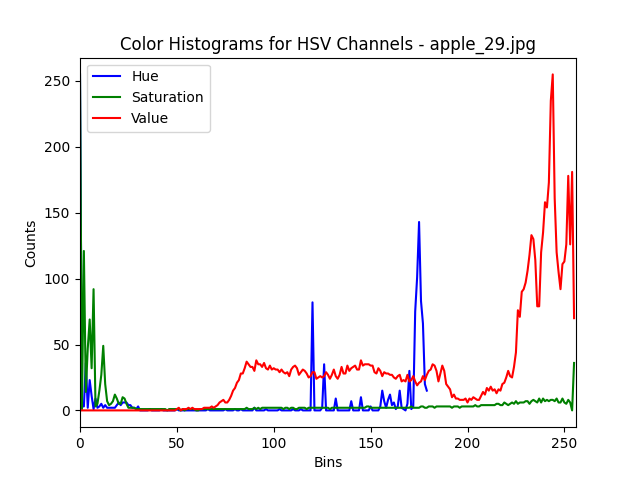 Color Histograms for HSV Channels - apple_29.jpg
Hue
Saturation
Value
Counts
250
200
150
100
50
0
0 50 100 150 200 250
Bins